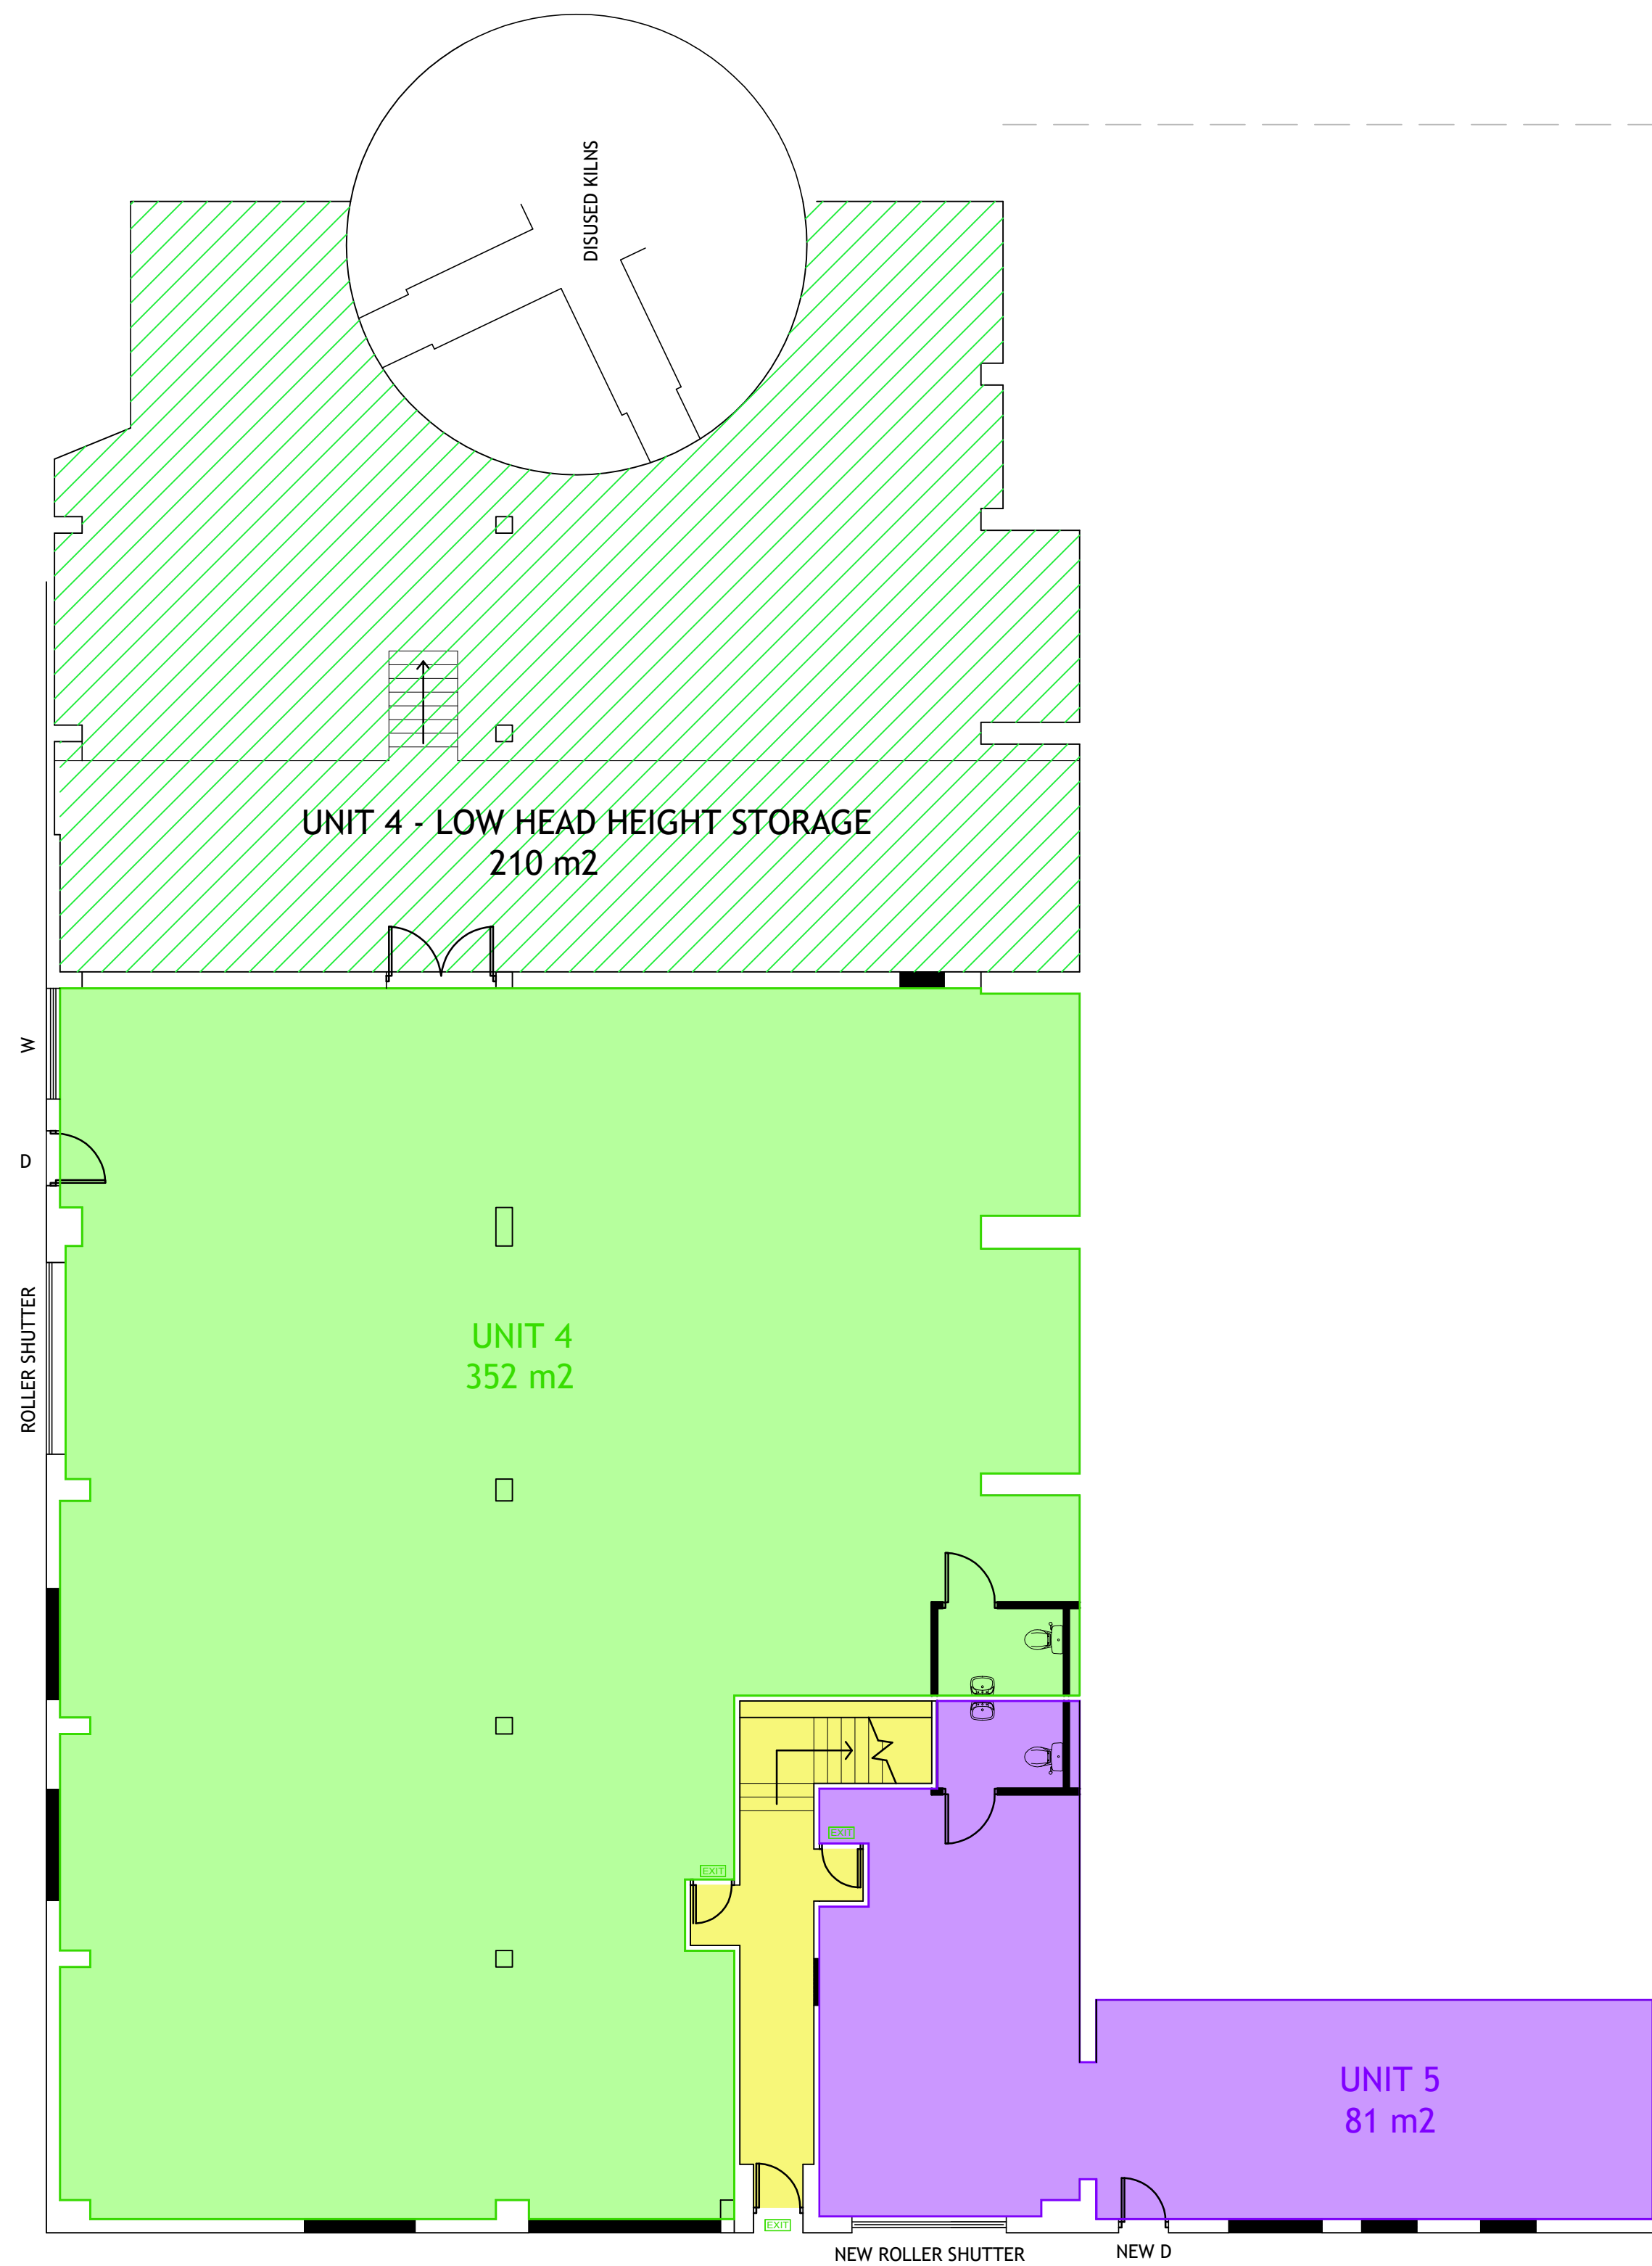 DISUSED KILNS
UNIT 4 - LOW HEAD HEIGHT STORAGE
210 m2
W
D
ROLLER SHUTTER
UNIT 4
352 m2
EXIT
EXIT
UNIT 5
81 m2
EXIT
NEW ROLLER SHUTTER
NEW D